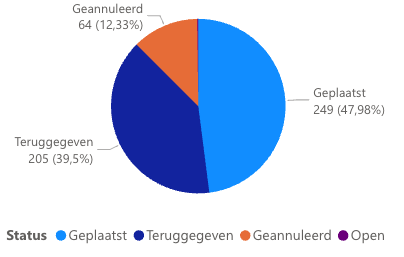 Geannuleerd
64 (12,33%)
Geplaatst
249 (47,98%)
Teruggegeven
205 (39,5%)
Status Geplaatst Teruggegeven Geannuleerd Open